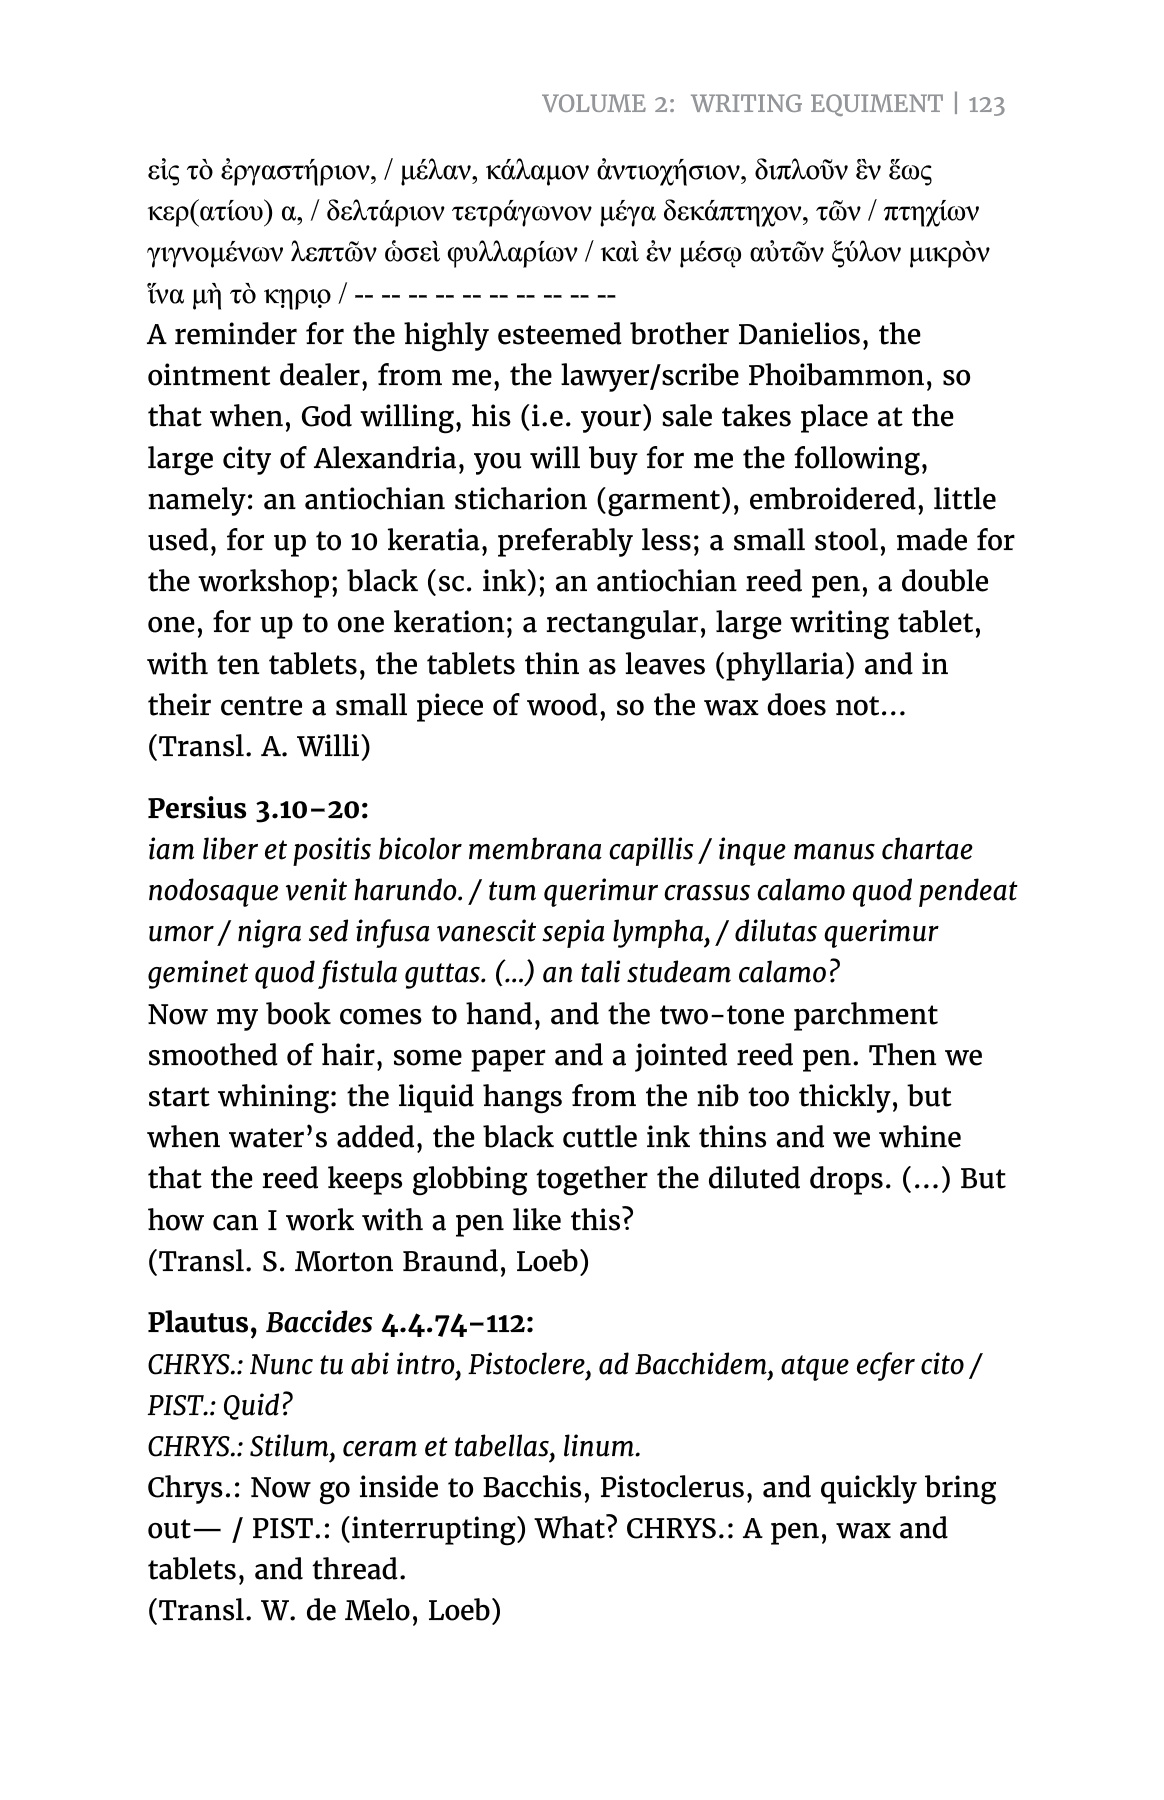 VOLUME 2: WRITING EQUIMENT | 123
εἰς τὸ ἐργαστήριον, / μέλαν, κάλαμον ἀντιοχήσιον, διπλοῦν ἓν ἕως
κερ(ατίου) α, / δελτάριον τετράγωνον μέγα δεκάπτηχον, τῶν / πτηχίων
γιγνομένων λεπτῶν ὡσεὶ φυλλαρίων / καὶ ἐν μέσῳ αὐτῶν ξύλον μικρὸν
ἵνα μὴ τὸ κη̣ριο̣ / -- -- -- -- -- -- -- -- -- --
A reminder for the highly esteemed brother Danielios, the
ointment dealer, from me, the lawyer/scribe Phoibammon, so
that when, God willing, his (i.e. your) sale takes place at the
large city of Alexandria, you will buy for me the following,
namely: an antiochian sticharion (garment), embroidered, little
used, for up to 10 keratia, preferably less; a small stool, made for
the workshop; black (sc. ink); an antiochian reed pen, a double
one, for up to one keration; a rectangular, large writing tablet,
with ten tablets, the tablets thin as leaves (phyllaria) and in
their centre a small piece of wood, so the wax does not…
(Transl. A. Willi)
Persius 3.10–20:
iam liber et positis bicolor membrana capillis / inque manus chartae
nodosaque venit harundo. / tum querimur crassus calamo quod pendeat
umor / nigra sed infusa vanescit sepia lympha, / dilutas querimur
geminet quod fistula guttas. (…) an tali studeam calamo?
Now my book comes to hand, and the two-tone parchment
smoothed of hair, some paper and a jointed reed pen. Then we
start whining: the liquid hangs from the nib too thickly, but
when water’s added, the black cuttle ink thins and we whine
that the reed keeps globbing together the diluted drops. (…) But
how can I work with a pen like this?
(Transl. S. Morton Braund, Loeb)
Plautus, Baccides 4.4.74–112:
CHRYS.: Nunc tu abi intro, Pistoclere, ad Bacchidem, atque ecfer cito /
PIST.: Quid?
CHRYS.: Stilum, ceram et tabellas, linum.
Chrys.: Now go inside to Bacchis, Pistoclerus, and quickly bring
out— / PIST.: (interrupting) What? CHRYS.: A pen, wax and
tablets, and thread.
(Transl. W. de Melo, Loeb)